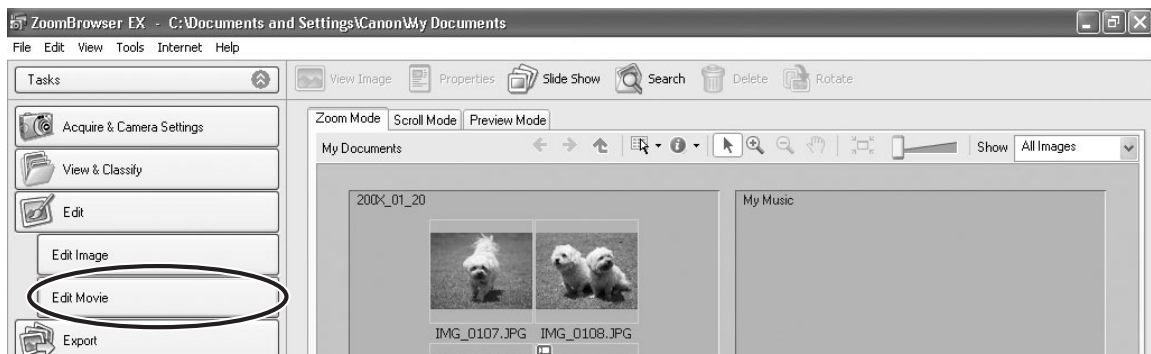 ZoomBrowser EX - C:\Documents and Settings\Canon\My Documents
File Edit View Tools Internet Help
Tasks
View Image Properties Slide Show Search Delete Rotate
Acquire & Camera Settings
View & Classify
Edit
Edit Image
Edit Movie
Export
Zoom Mode Scroll Mode Preview Mode
My Documents
Show All Images
200X_01_20
My Music
IMG_0107.JPG IMG_0108.JPG